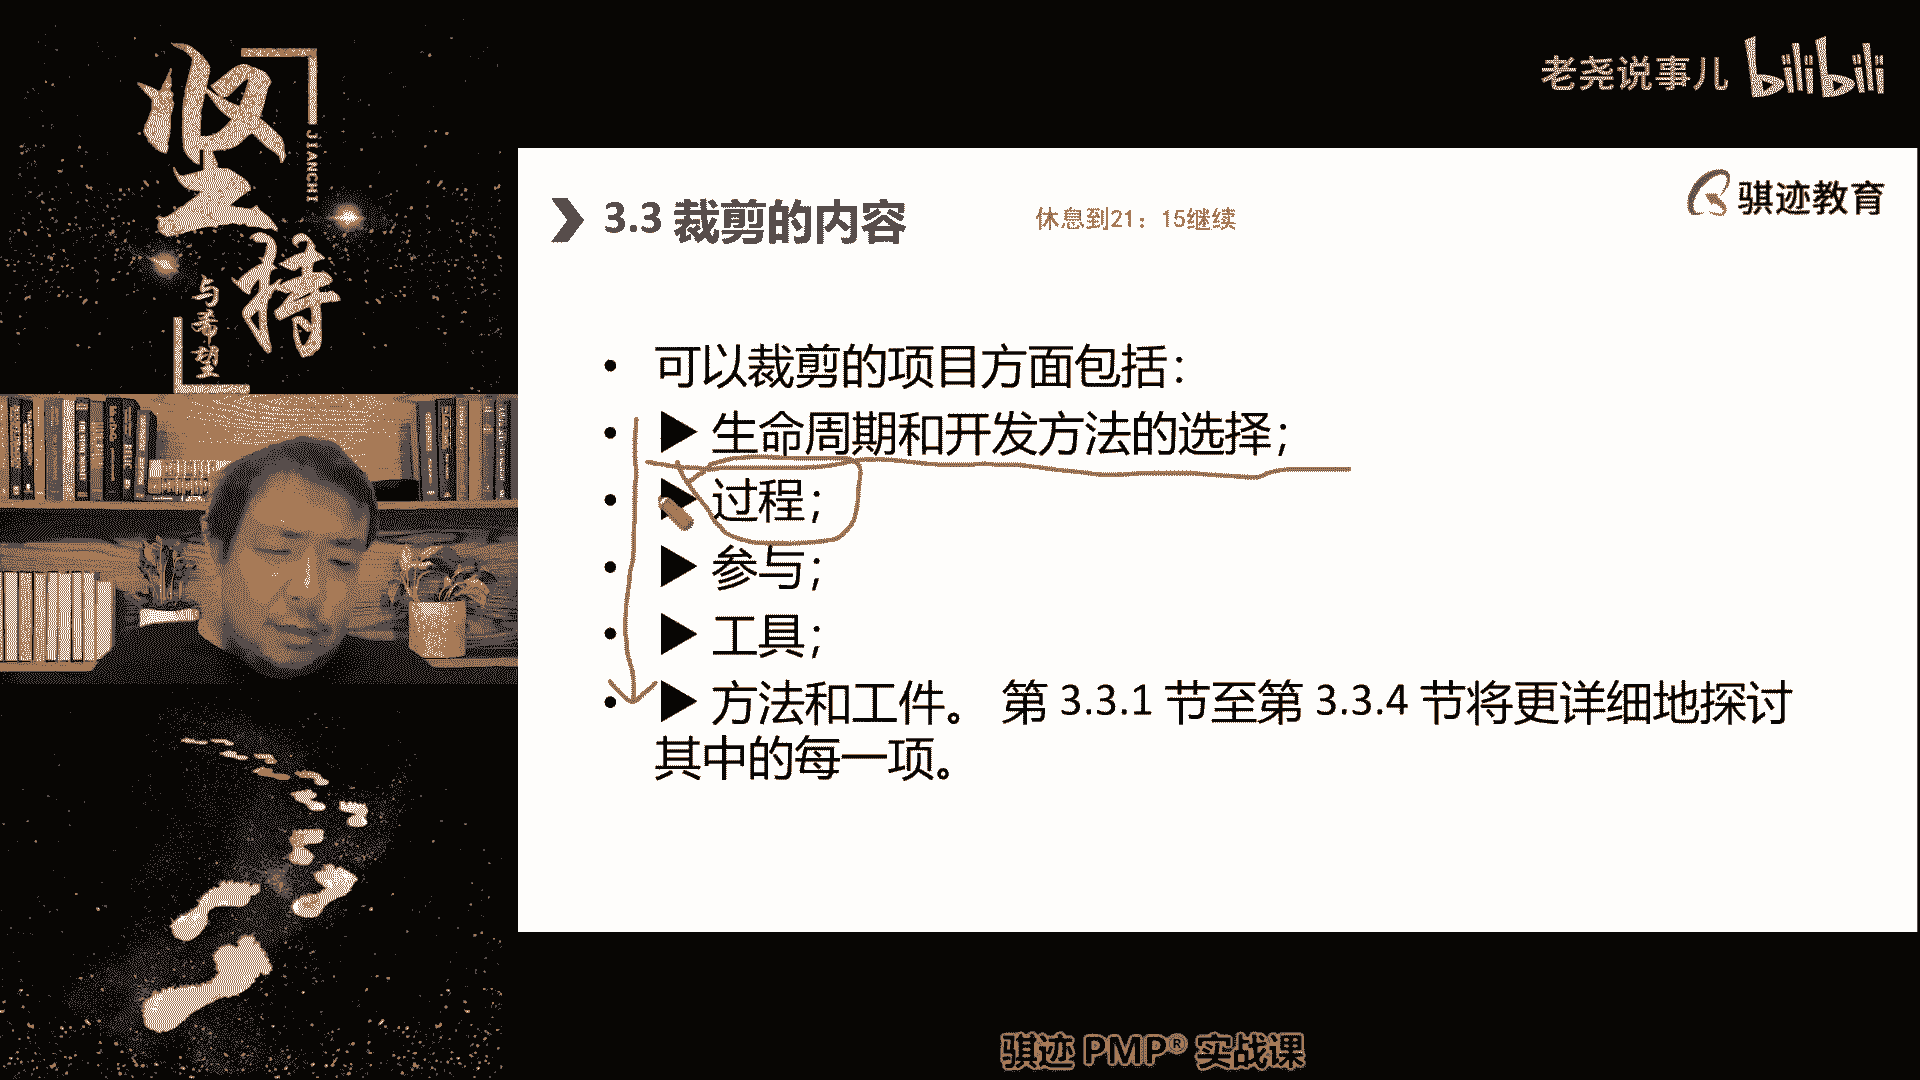 坚持
JIANCHI
与希望
老尧说事儿 bilibili
骐迹教育
3.3 裁剪的内容
休息到21：15继续
• 可以裁剪的项目方面包括：
• ▶ 生命周期和开发方法的选择；
• ▶ 过程；
• ▶ 参与；
• ▶ 工具；
• ▶ 方法和工件。 第 3.3.1 节至第 3.3.4 节将更详细地探讨
其中的每一项。
骐迹 PMP® 实战课